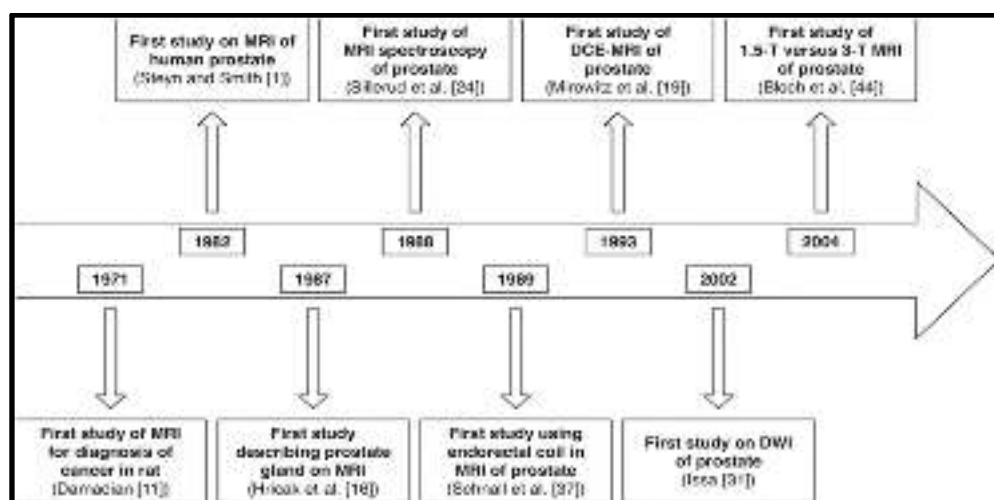 First study on MRI of
human prostate
(Steyn and Smith [1])
First study of
MRI spectroscopy
of prostate
(Sillerud et al. [24])
First study of
DCE-MRI of
prostate
(Mirowitz et al. [19])
First study of
1.5-T versus 3-T MRI
of prostate
(Bloch et al. [44])
1982
1988
1993
2004
1971
1987
1989
2002
First study of MRI
for diagnosis of
cancer in rat
(Damadian [11])
First study
describing prostate
gland on MRI
(Hricak et al. [16])
First study using
endorectal coil in
MRI of prostate
(Schnall et al. [37])
First study on DWI
of prostate
(Issa [31])